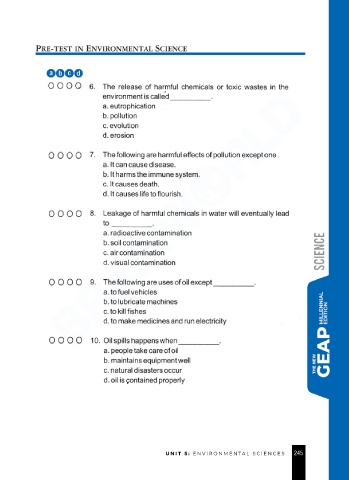 PRE-TEST IN ENVIRONMENTAL SCIENCE
a b c d
6. The release of harmful chemicals or toxic wastes in the
environment is called __________.
a. eutrophication
b. pollution
c. evolution
d. erosion
7. The following are harmful effects of pollution except one .
a. It can cause disease.
b. It harms the immune system.
c. It causes death.
d. It causes life to flourish.
8. Leakage of harmful chemicals in water will eventually lead
to __________.
a. radioactive contamination
b. soil contamination
c. air contamination
d. visual contamination
9. The following are uses of oil except __________.
a. to fuel vehicles
b. to lubricate machines
c. to kill fishes
d. to make medicines and run electricity
10. Oil spills happens when __________.
a. people take care of oil
b. maintains equipment well
c. natural disasters occur
d. oil is contained properly
SCIENCE
THE NEW
GEAP
MILLENNIAL
EDITION
UNIT 5: ENVIRONMENTAL SCIENCES 245